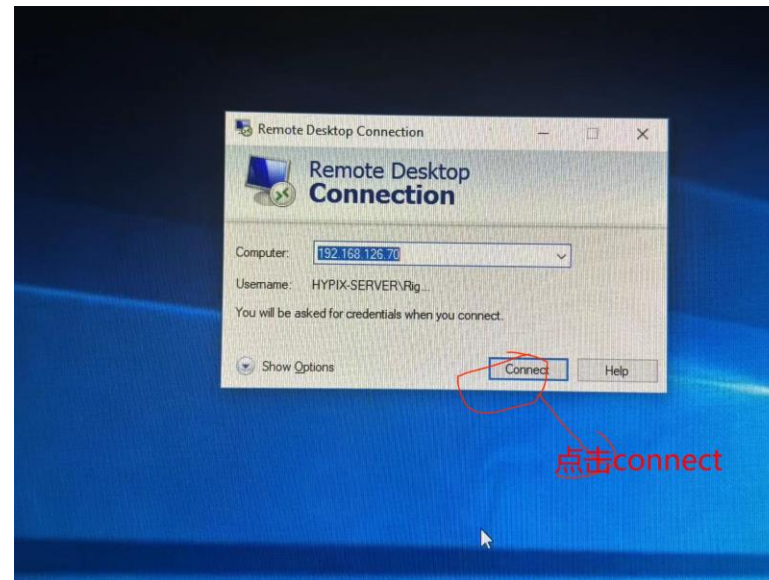 Remote Desktop Connection
Remote Desktop
Connection
Computer:
192.168.126.70
Username:
HYPIX-SERVER\Rig...
You will be asked for credentials when you connect.
Show Options
Connect
Help
点击connect